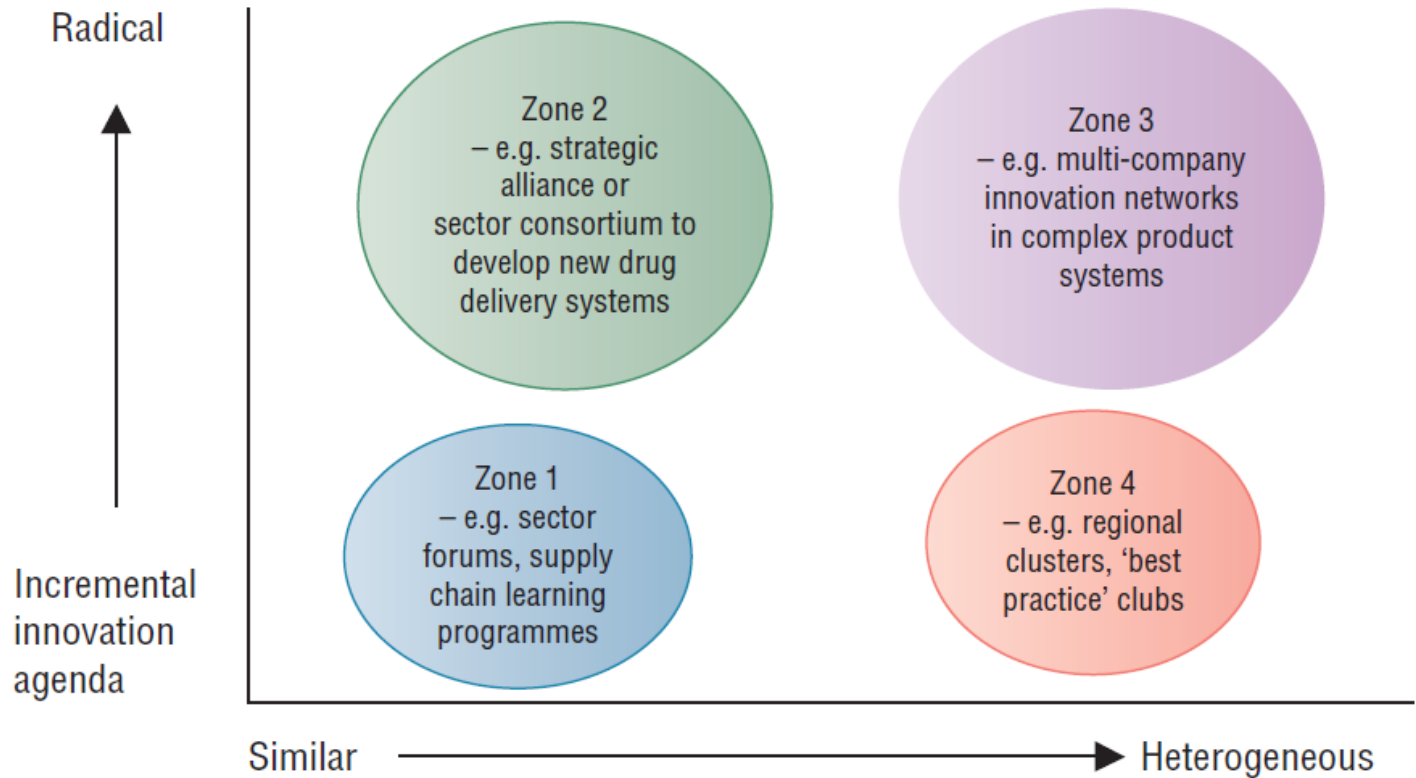 Radical
Zone 2
– e.g. strategic
alliance or
sector consortium to
develop new drug
delivery systems
Zone 3
– e.g. multi-company
innovation networks
in complex product
systems
Zone 1
– e.g. sector
forums, supply
chain learning
programmes
Zone 4
– e.g. regional
clusters, ‘best
practice’ clubs
Incremental
innovation
agenda
Similar
Heterogeneous